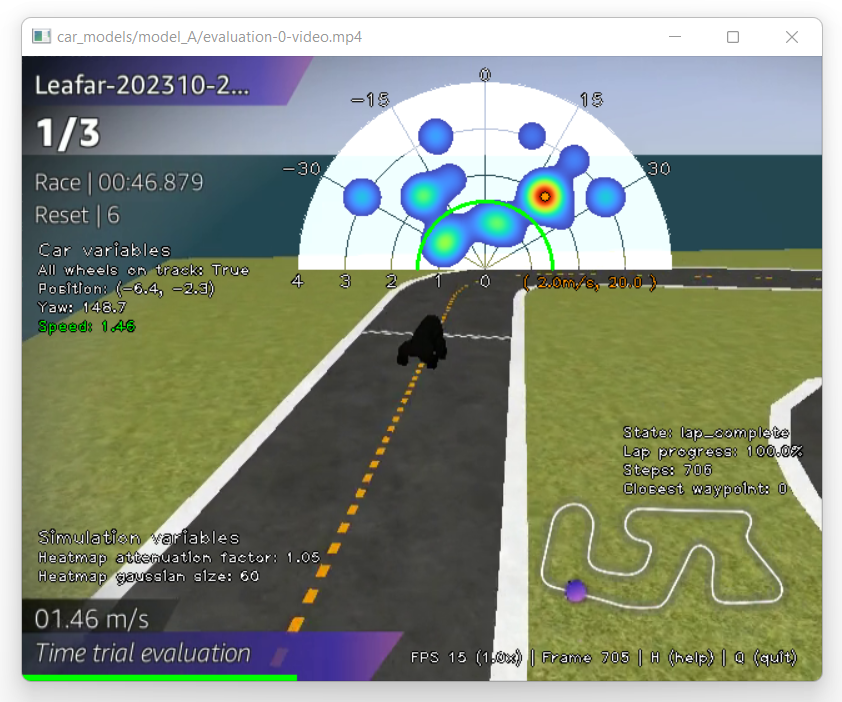 car_models/model_A/evaluation-0-video.mp4
Leafar-202310-2...
1/3
Race | 00:46.879
Reset | 6
Car variables
All wheels on track: True
Position: (-6.4, -2.3)
Yaw: 148.7
Speed: 1.46
0
-15
15
-30
30
4
3
2
1
0
( 2.0m/s, 20.0 )
State: lap_complete
Lap progress: 100.0%
Steps: 706
Closest waypoint: 0
Simulation variables
Heatmap attenuation factor: 1.05
Heatmap gaussian size: 60
01.46 m/s
Time trial evaluation
FPS 15 (1.0x) | Frame 705 | H (help) | Q (quit)